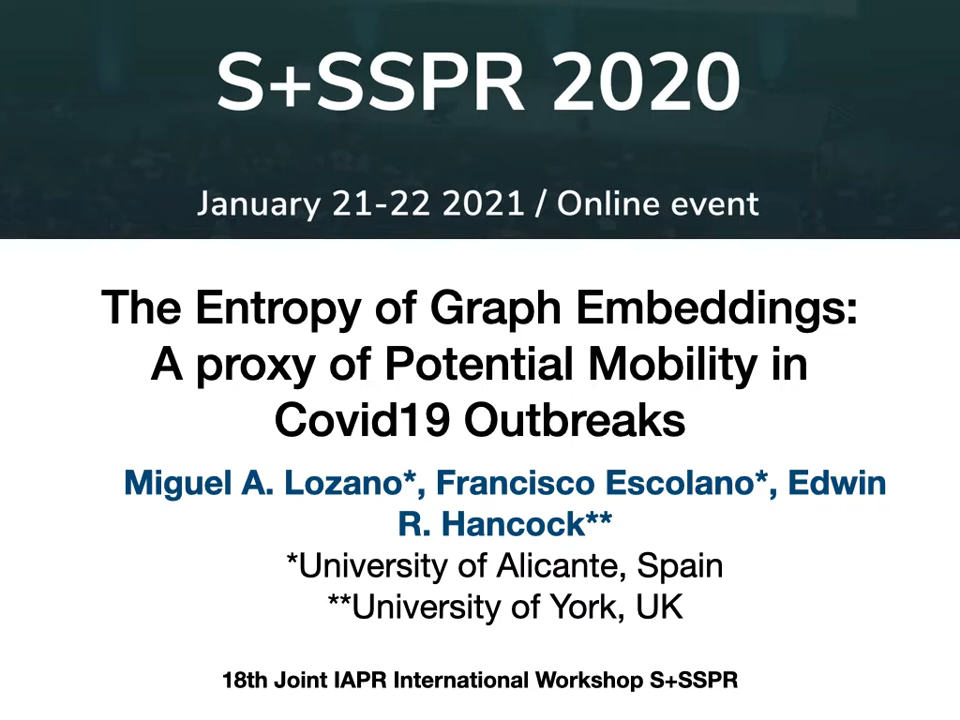 S+SSPR 2020
January 21-22 2021 / Online event
The Entropy of Graph Embeddings:
A proxy of Potential Mobility in
Covid19 Outbreaks
Miguel A. Lozano*, Francisco Escolano*, Edwin
R. Hancock**
*University of Alicante, Spain
**University of York, UK
18th Joint IAPR International Workshop S+SSPR